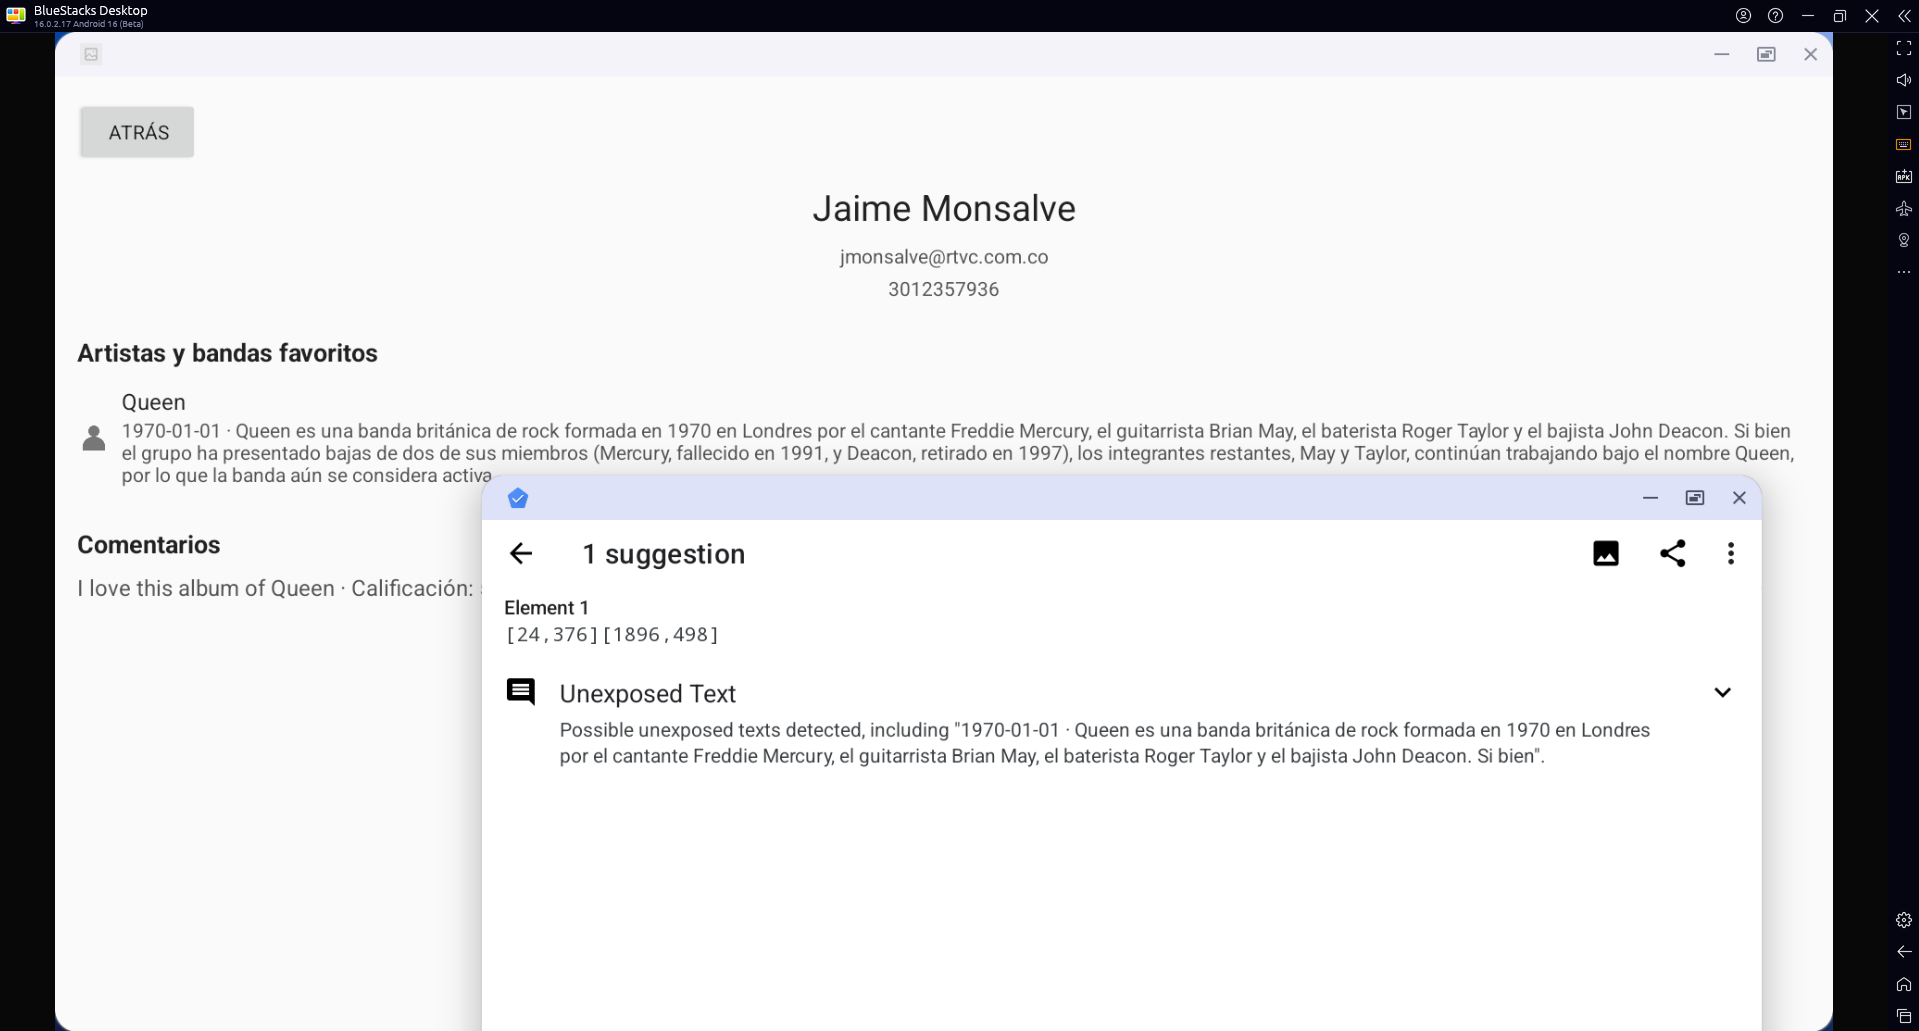 BlueStacks Desktop
16.0.2.17 Android 16 (Beta)
ATRÁS
Jaime Monsalve
jmonsalve@rtvc.com.co
3012357936
Artistas y bandas favoritos
Queen
1970-01-01 · Queen es una banda británica de rock formada en 1970 en Londres por el cantante Freddie Mercury, el guitarrista Brian May, el baterista Roger Taylor y el bajista John Deacon. Si bien
el grupo ha presentado bajas de dos de sus miembros (Mercury, fallecido en 1991, y Deacon, retirado en 1997), los integrantes restantes, May y Taylor, continúan trabajando bajo el nombre Queen,
por lo que la banda aún se considera activa
Comentarios
I love this album of Queen · Calificación:
1 suggestion
Element 1
[24,376][1896,498]
Unexposed Text
Possible unexposed texts detected, including "1970-01-01 · Queen es una banda británica de rock formada en 1970 en Londres
por el cantante Freddie Mercury, el guitarrista Brian May, el baterista Roger Taylor y el bajista John Deacon. Si bien".
APK